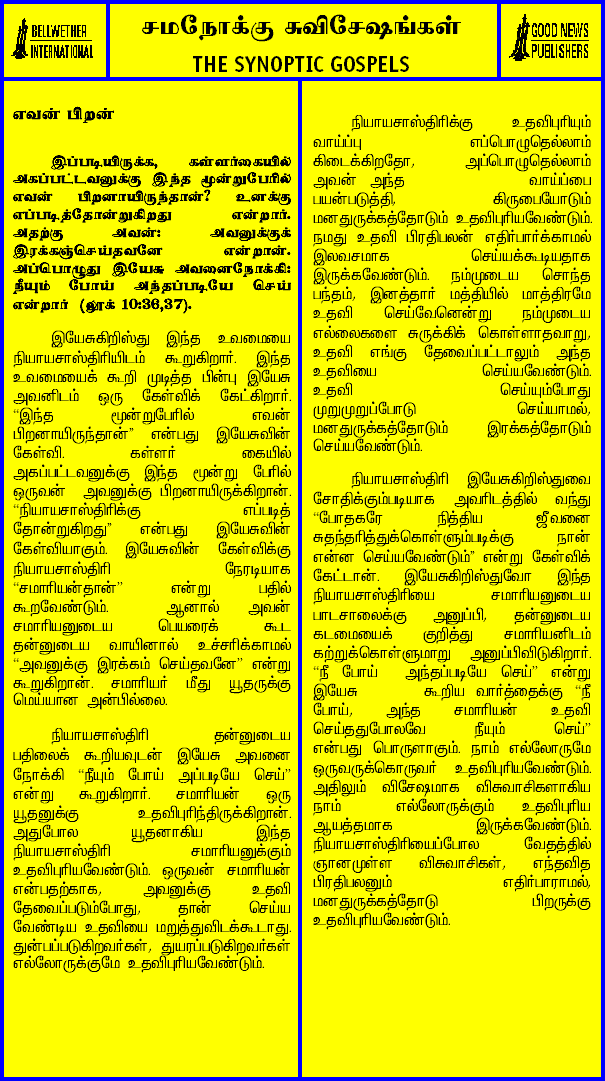 BELLWETHER
INTERNATIONAL
சமநோக்கு சுவிசேஷங்கள்
THE SYNOPTIC GOSPELS
GOOD NEWS
PUBLISHERS
எவன் பிறன்
இப்படியிருக்க, கள்ளர்கையில்
அகப்பட்டவனுக்கு இந்த மூன்றுபேரில்
எவன் பிறனாயிருந்தான்? உனக்கு
எப்படித்தோன்றுகிறது என்றார்.
அதற்கு அவன்: அவனுக்குக்
இரக்கஞ்செய்தவனே என்றான்.
அப்பொழுது இயேசு அவனைநோக்கி:
நீயும் போய் அந்தப்படியே செய்
என்றார் (லூக் 10:36,37).
இயேசுகிறிஸ்து இந்த உவமையை
நியாயசாஸ்திரியிடம் கூறுகிறார். இந்த
உவமையைக் கூறி முடித்த பின்பு இயேசு
அவனிடம் ஒரு கேள்விக் கேட்கிறார்.
“இந்த மூன்றுபேரில் எவன்
பிறனாயிருந்தான்” என்பது இயேசுவின்
கேள்வி. கள்ளர் கையில்
அகப்பட்டவனுக்கு இந்த மூன்று பேரில்
ஒருவன் அவனுக்கு பிறனாயிருக்கிறான்.
“நியாயசாஸ்திரிக்கு எப்படித்
தோன்றுகிறது” என்பது இயேசுவின்
கேள்வியாகும். இயேசுவின் கேள்விக்கு
நியாயசாஸ்திரி நேரடியாக
“சமாரியன்தான்” என்று பதில்
கூறவேண்டும். ஆனால் அவன்
சமாரியனுடைய பெயரைக் கூட
தன்னுடைய வாயினால் உச்சரிக்காமல்
“அவனுக்கு இரக்கம் செய்தவனே” என்று
கூறுகிறான். சமாரியர் மீது யூதருக்கு
மெய்யான அன்பில்லை.
நியாயசாஸ்திரி தன்னுடைய
பதிலைக் கூறியவுடன் இயேசு அவனை
நோக்கி “நீயும் போய் அப்படியே செய்”
என்று கூறுகிறார். சமாரியன் ஒரு
யூதனுக்கு உதவிபுரிந்திருக்கிறான்.
அதுபோல யூதனாகிய இந்த
நியாயசாஸ்திரி சமாரியனுக்கும்
உதவிபுரியவேண்டும். ஒருவன் சமாரியன்
என்பதற்காக, அவனுக்கு உதவி
தேவைப்படும்போது, தான் செய்ய
வேண்டிய உதவியை மறுத்துவிடக்கூடாது.
துன்பப்படுகிறவர்கள், துயரப்படுகிறவர்கள்
எல்லோருக்குமே உதவிபுரியவேண்டும்.
நியாயசாஸ்திரிக்கு உதவிபுரியும்
வாய்ப்பு எப்பொழுதெல்லாம்
கிடைக்கிறதோ, அப்பொழுதெல்லாம்
அவன் அந்த வாய்ப்பை
பயன்படுத்தி, கிருபையோடும்
மனதுருக்கத்தோடும் உதவிபுரியவேண்டும்.
நமது உதவி பிரதிபலன் எதிர்பார்க்காமல்
இலவசமாக செய்யக்கூடியதாக
இருக்கவேண்டும். நம்முடைய சொந்த
பந்தம், இனத்தார் மத்தியில் மாத்திரமே
உதவி செய்வேனென்று நம்முடைய
எல்லைகளை சுருக்கிக் கொள்ளாதவாறு,
உதவி எங்கு தேவைப்பட்டாலும் அந்த
உதவியை செய்யவேண்டும்.
உதவி செய்யும்போது
முறுமுறுப்போடு செய்யாமல்,
மனதுருக்கத்தோடும் இரக்கத்தோடும்
செய்யவேண்டும்.
நியாயசாஸ்திரி இயேசுகிறிஸ்துவை
சோதிக்கும்படியாக அவரிடத்தில் வந்து
“போதகரே நித்திய ஜீவனை
சுதந்தரித்துக்கொள்ளும்படிக்கு நான்
என்ன செய்யவேண்டும்” என்று கேள்விக்
கேட்டான். இயேசுகிறிஸ்துவோ இந்த
நியாயசாஸ்திரியை சமாரியனுடைய
பாடசாலைக்கு அனுப்பி, தன்னுடைய
கடமையைக் குறித்து சமாரியனிடம்
கற்றுக்கொள்ளுமாறு அனுப்பிவிடுகிறார்.
“நீ போய் அந்தப்படியே செய்” என்று
இயேசு கூறிய வார்த்தைக்கு “நீ
போய், அந்த சமாரியன் உதவி
செய்ததுபோலவே நீயும் செய்”
என்பது பொருளாகும். நாம் எல்லோருமே
ஒருவருக்கொருவர் உதவிபுரியவேண்டும்.
அதிலும் விசேஷமாக விசுவாசிகளாகிய
நாம் எல்லோருக்கும் உதவிபுரிய
ஆயத்தமாக இருக்கவேண்டும்.
நியாயசாஸ்திரியைப்போல வேதத்தில்
ஞானமுள்ள விசுவாசிகள், எந்தவித
பிரதிபலனும் எதிர்பாராமல்,
மனதுருக்கத்தோடு பிறருக்கு
உதவிபுரியவேண்டும்.